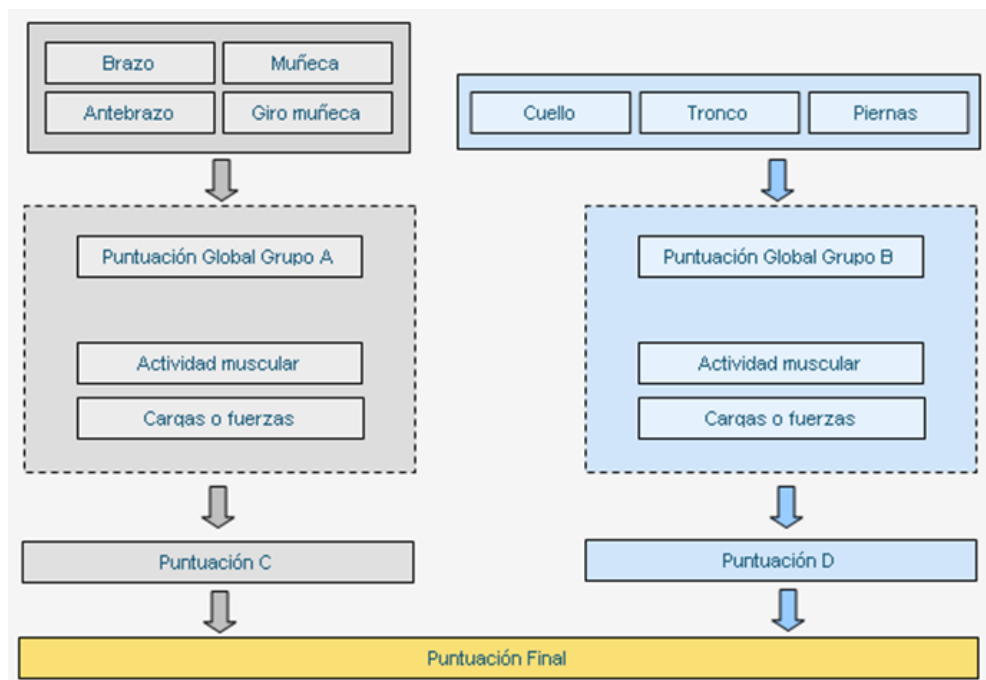 Brazo
Muñeca
Antebrazo
Giro muñeca
Cuello
Tronco
Piernas
Puntuación Global Grupo A
Puntuación Global Grupo B
Actividad muscular
Cargas o fuerzas
Actividad muscular
Cargas o fuerzas
Puntuación C
Puntuación D
Puntuación Final